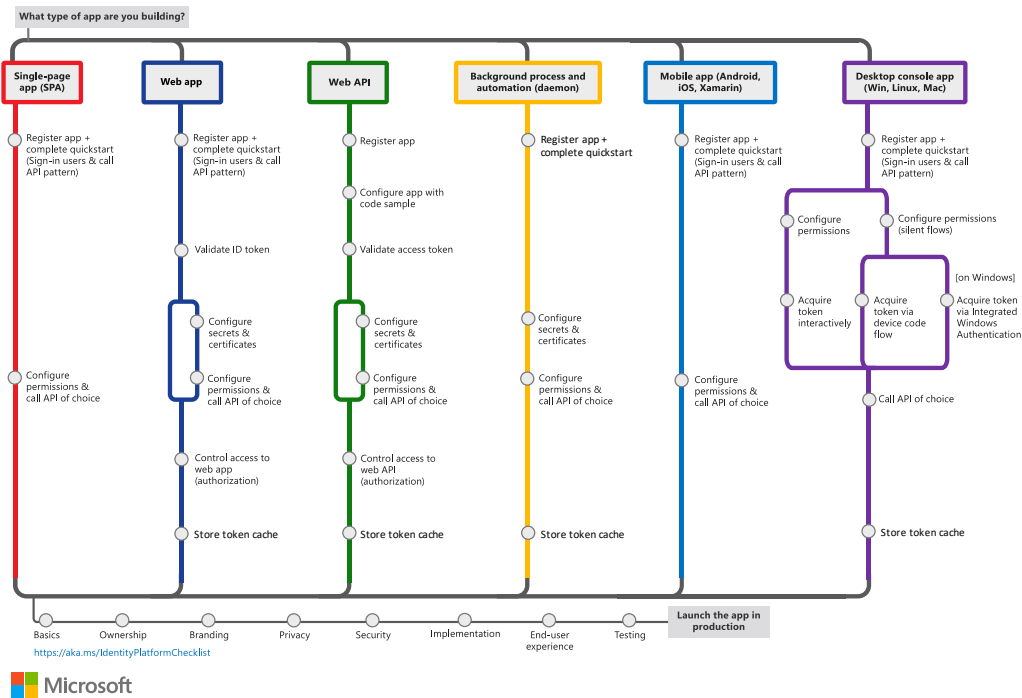 What type of app are you building?
Single-page
app (SPA)
Web app
Web API
Background process and
automation (daemon)
Mobile app (Android,
iOS, Xamarin)
Desktop console app
(Win, Linux, Mac)
Register app +
complete quickstart
(Sign-in users & call
API pattern)
Configure
permissions &
call API of choice
Register app +
complete quickstart
(Sign-in users & call
API pattern)
Validate ID token
Configure
secrets &
certificates
Configure
permissions &
call API of choice
Control access to
web app
(authorization)
Store token cache
Register app
Configure app with
code sample
Validate access token
Configure
secrets &
certificates
Configure
permissions &
call API of choice
Control access to
web API
(authorization)
Store token cache
Register app +
complete quickstart
Configure
secrets &
certificates
Configure
permissions &
call API of choice
Store token cache
Register app +
complete quickstart
(Sign-in users & call
API pattern)
Configure
permissions &
call API of choice
Register app +
complete quickstart
(Sign-in users & call
API pattern)
Configure
permissions
Configure permissions
(silent flows)
[on Windows]
Acquire
token
interactively
Acquire
token via
device code
flow
Acquire token
via Integrated
Windows
Authentication
Call API of choice
Store token cache
Basics
Ownership
Branding
Privacy
Security
Implementation
End-user
experience
Testing
Launch the app in
production
https://aka.ms/IdentityPlatformChecklist
Microsoft